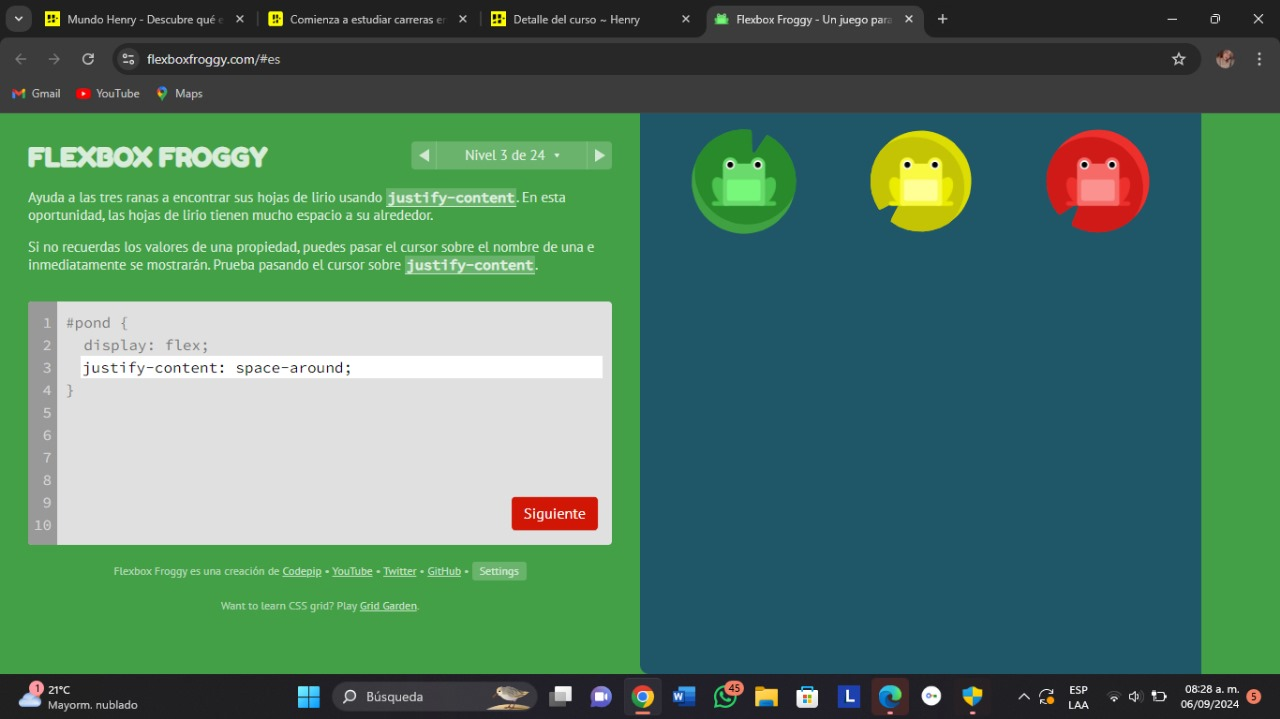 Mundo Henry - Descubre qué e
Comienza a estudiar carreras en
Detalle del curso ~ Henry
Flexbox Froggy - Un juego para
flexboxfroggy.com/#es
Gmail
YouTube
Maps
FLEXBOX FROGGY
Nivel 3 de 24
Ayuda a las tres ranas a encontrar sus hojas de lirio usando justify-content. En esta
oportunidad, las hojas de lirio tienen mucho espacio a su alrededor.
Si no recuerdas los valores de una propiedad, puedes pasar el cursor sobre el nombre de una e
inmediatamente se mostrarán. Prueba pasando el cursor sobre justify-content.
1 #pond {
2 display: flex;
3 justify-content: space-around;
4 }
5
6
7
8
9
10
Siguiente
Flexbox Froggy es una creación de Codepip • YouTube • Twitter • GitHub • Settings
Want to learn CSS grid? Play Grid Garden.
1
21°C
Mayorm. nublado
Búsqueda
W
45
L
ESP
LAA
08:28 a. m.
06/09/2024
5